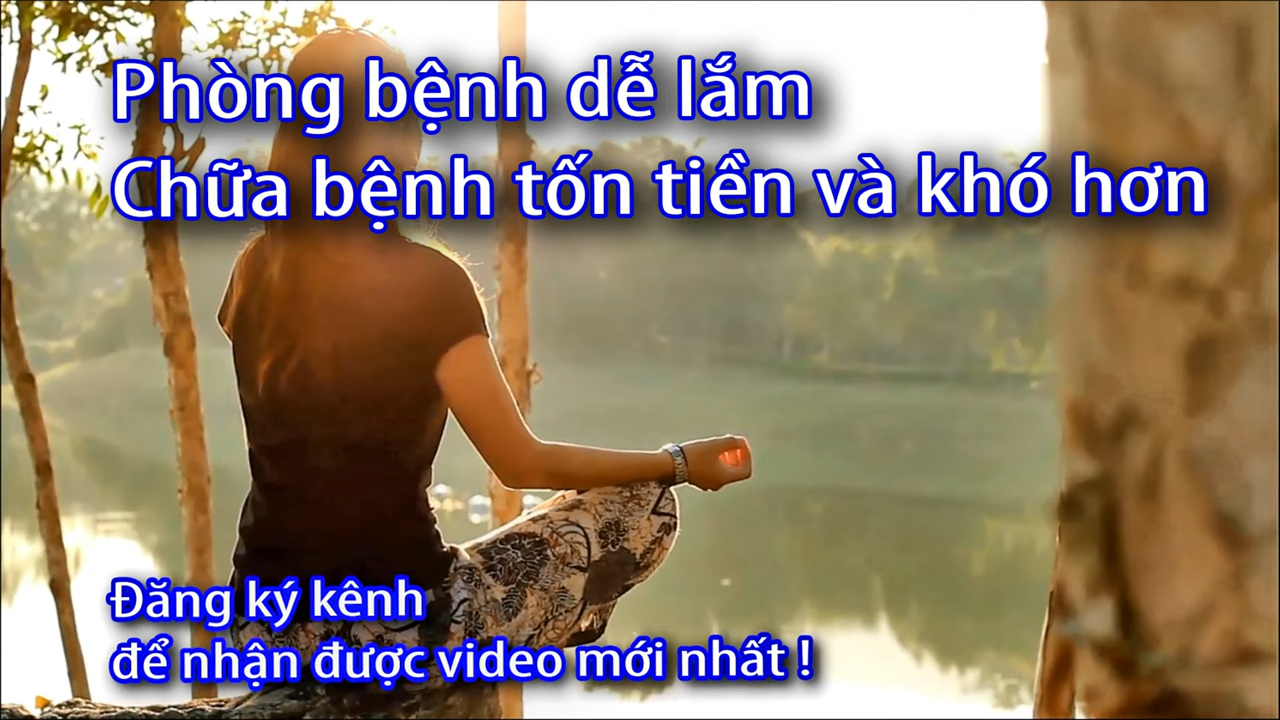 Phòng bệnh dễ lắm
Chữa bệnh tốn tiền và khó hơn
Đăng ký kênh
để nhận được video mới nhất !